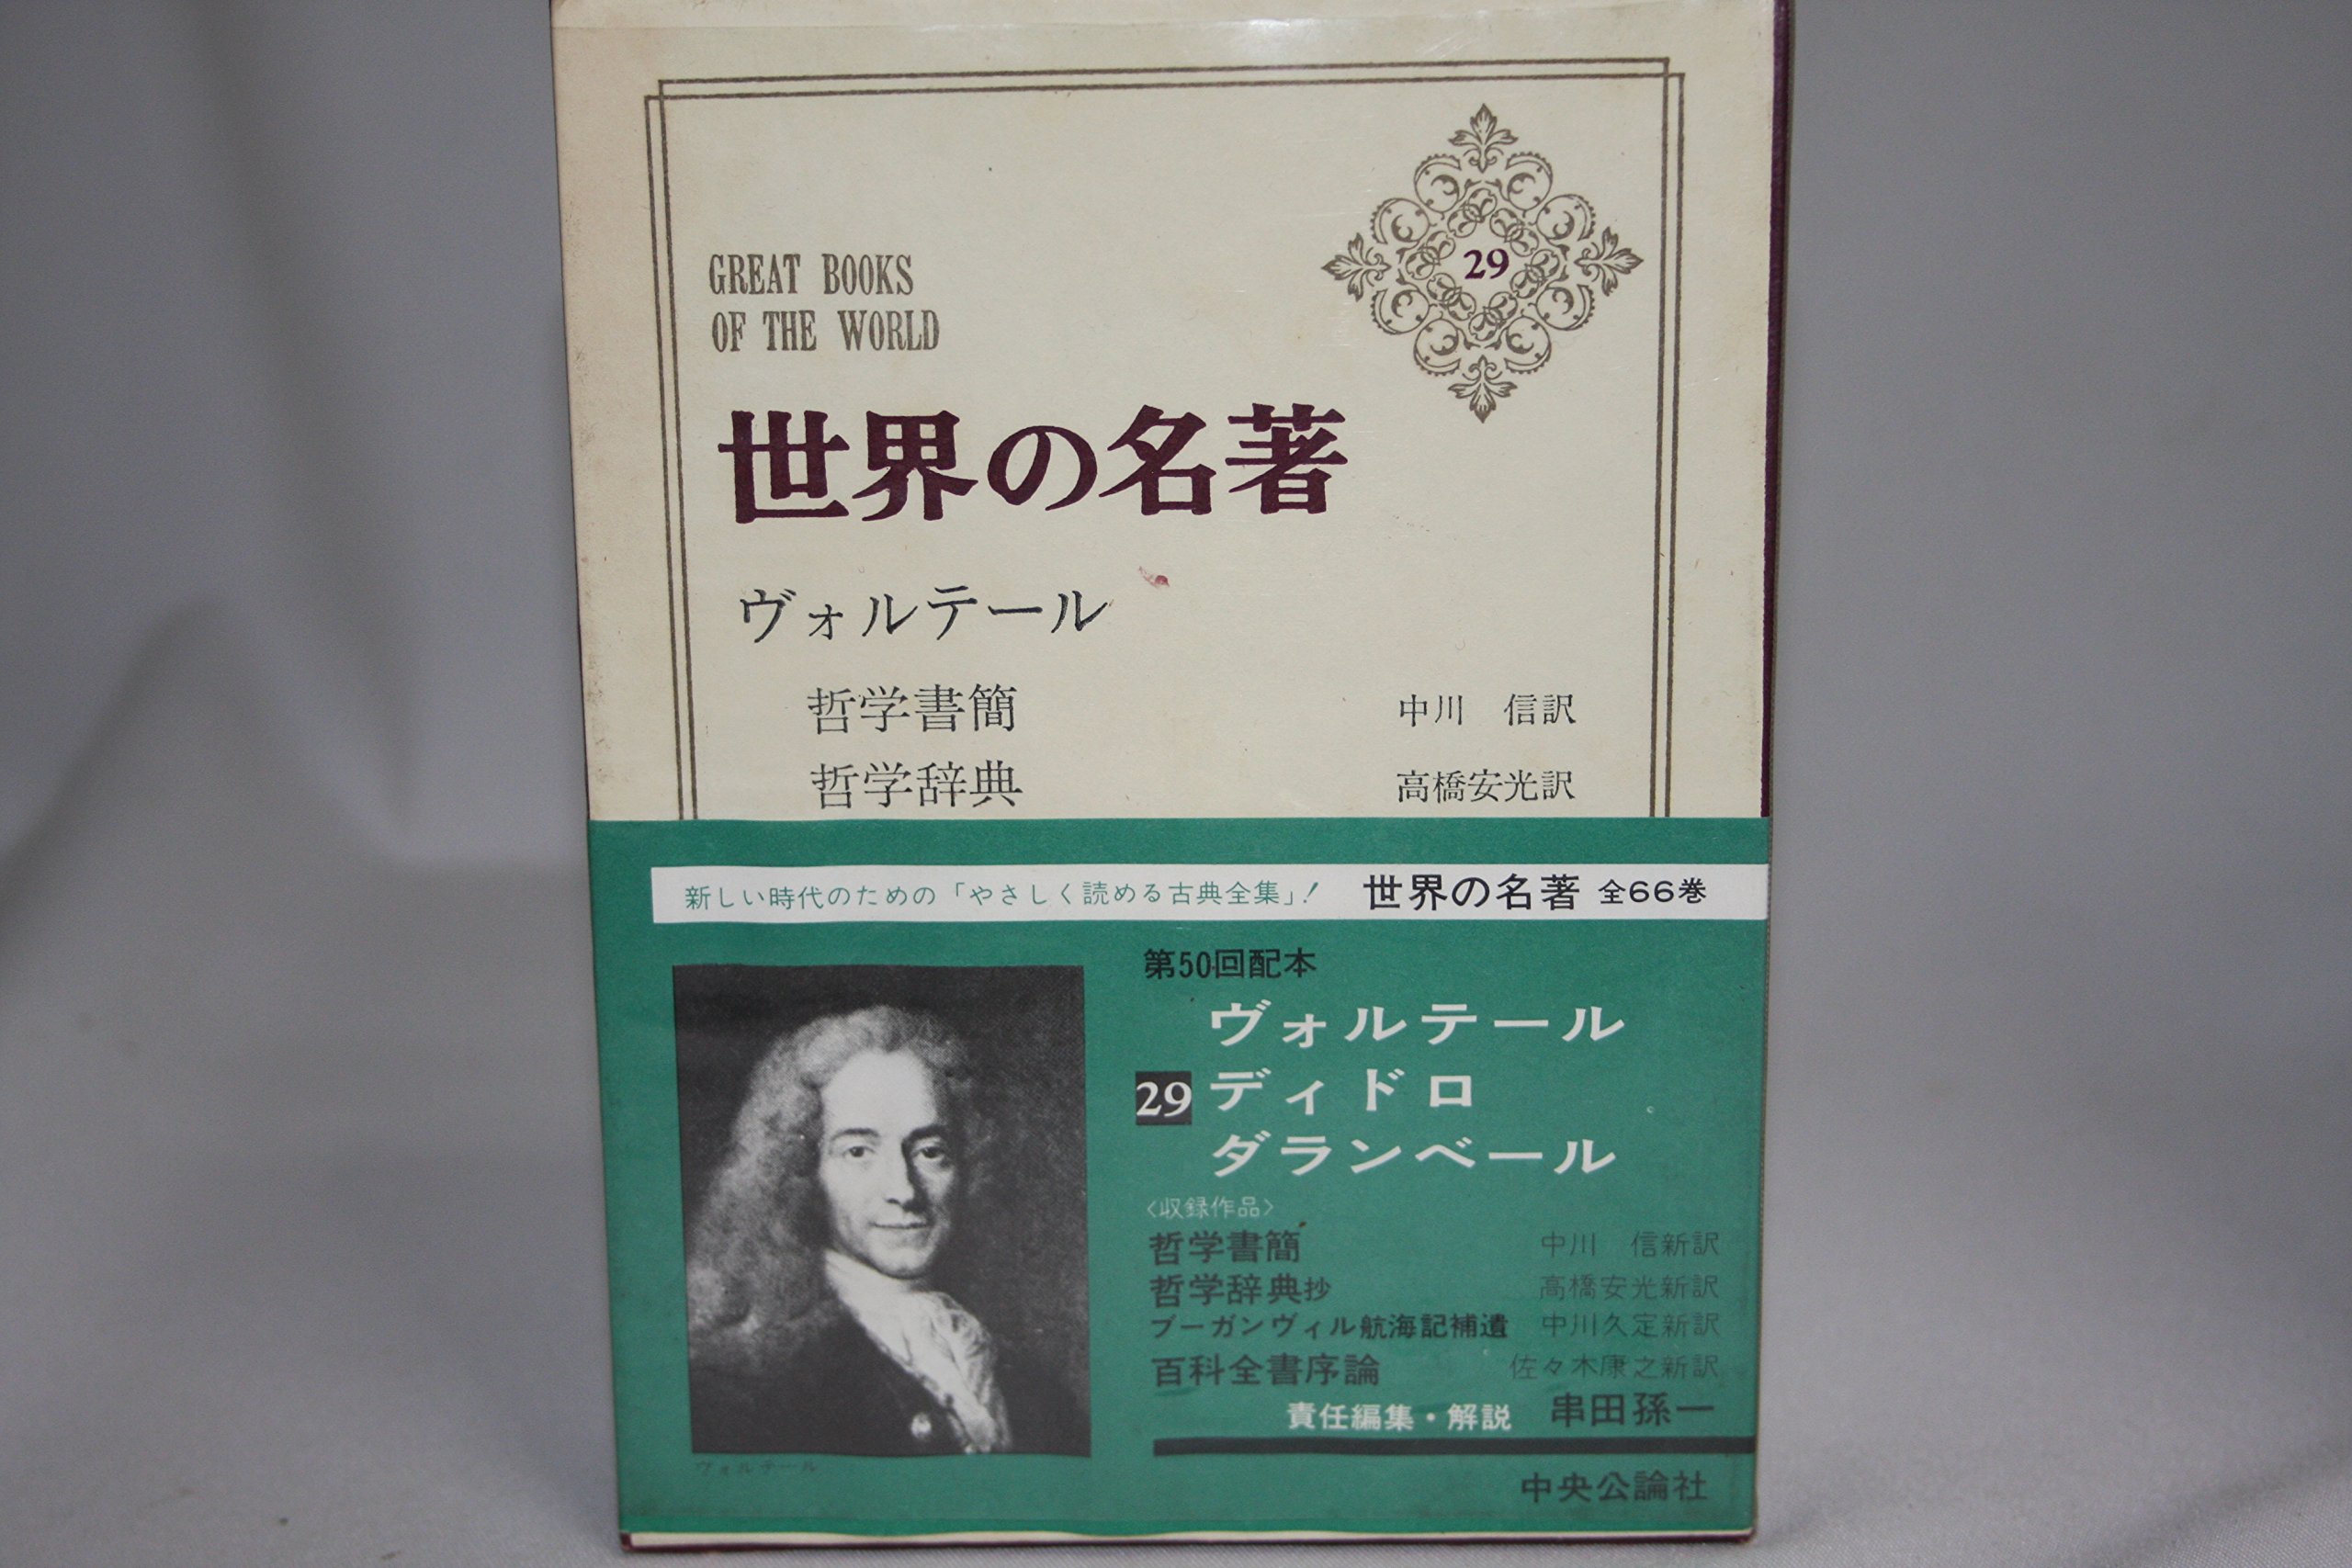 29
GREAT BOOKS
OF THE WORLD
世界の名著
ヴォルテール
哲学書簡 中川 信訳
哲学辞典 高橋安光訳
新しい時代のための「やさしく読める古典全集」! 世界の名著 全66巻
第50回配本
ヴォルテール
29 ディドロ
ダランベール
〈収録作品〉
哲学書簡 中川 信新訳
哲学辞典抄 高橋安光新訳
ブーガンヴィル航海記補遺 中川久定新訳
百科全書序論 佐々木康之新訳
責任編集・解説 串田孫一
ヴォルテール
中央公論社